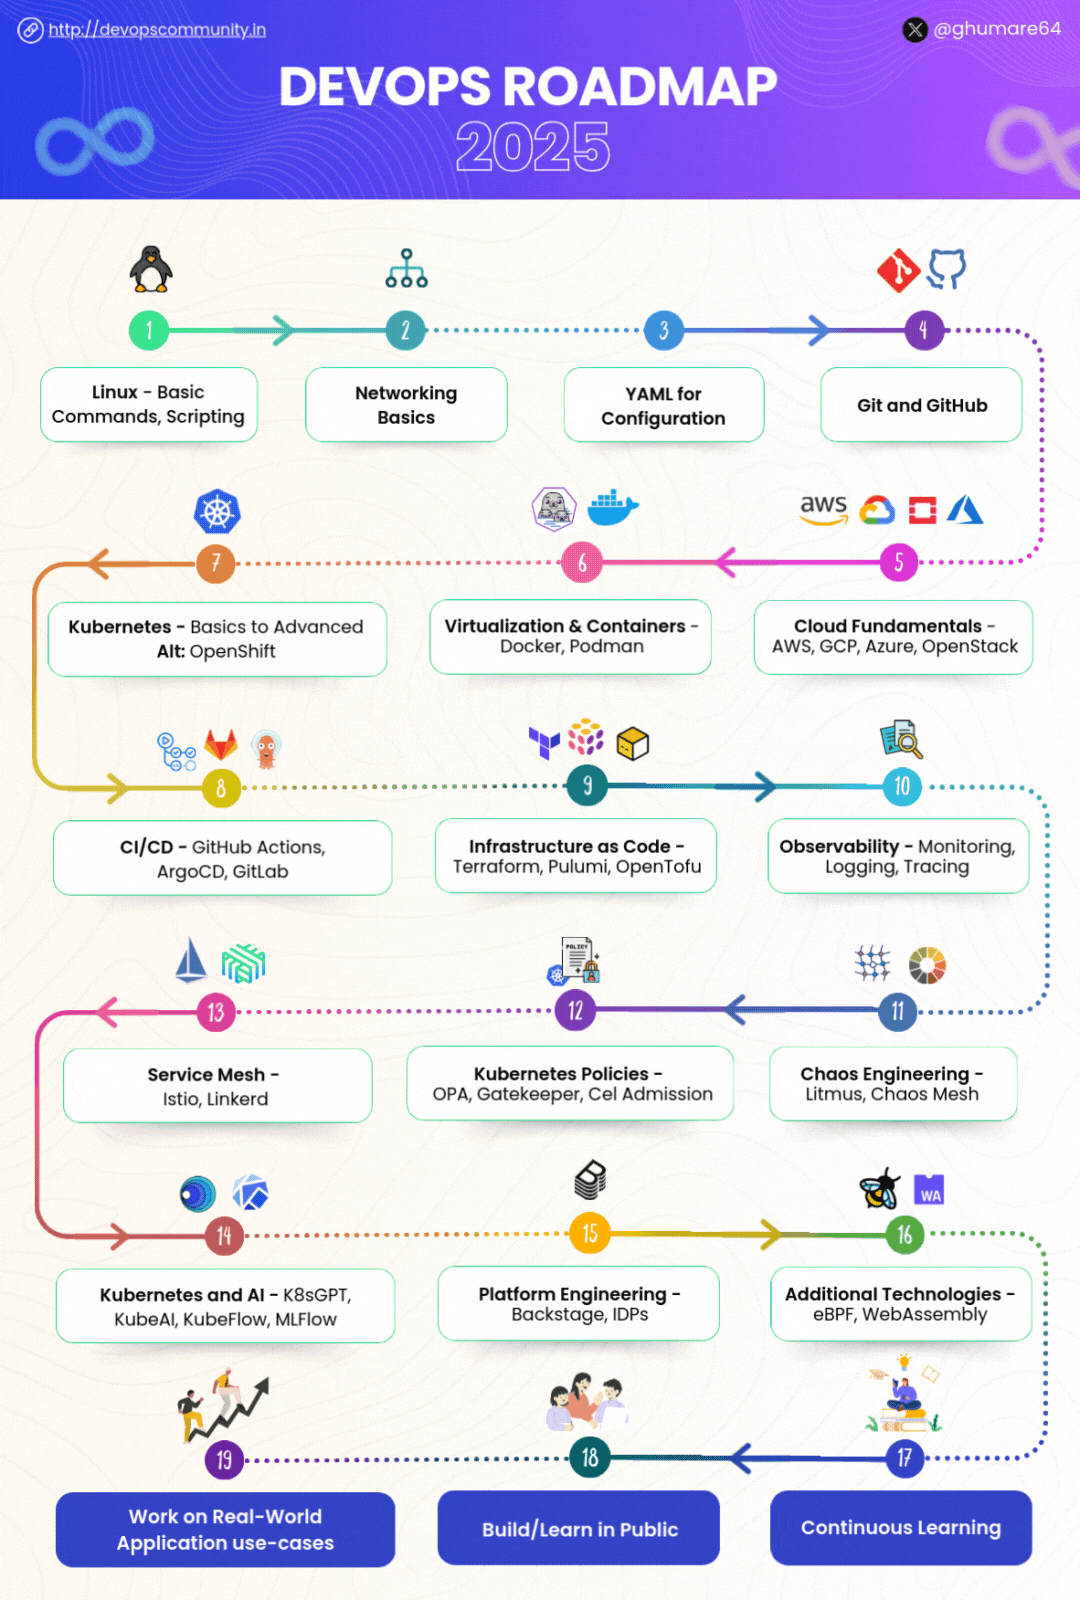 http://devopscommunity.in
@ghumare64
DEVOPS ROADMAP
2025
1
2
3
4
Linux - Basic
Commands, Scripting
Networking
Basics
YAML for
Configuration
Git and GitHub
aws
7
6
5
Kubernetes - Basics to Advanced
Alt: OpenShift
Virtualization & Containers -
Docker, Podman
Cloud Fundamentals -
AWS, GCP, Azure, OpenStack
8
9
10
CI/CD - GitHub Actions,
ArgoCD, GitLab
Infrastructure as Code -
Terraform, Pulumi, OpenTofu
Observability - Monitoring,
Logging, Tracing
POLICY
13
12
11
Service Mesh -
Istio, Linkerd
Kubernetes Policies -
OPA, Gatekeeper, Cel Admission
Chaos Engineering -
Litmus, Chaos Mesh
WA
14
15
16
Kubernetes and AI - K8sGPT,
KubeAI, KubeFlow, MLFlow
Platform Engineering -
Backstage, IDPs
Additional Technologies -
eBPF, WebAssembly
19
18
17
Work on Real-World
Application use-cases
Build/Learn in Public
Continuous Learning